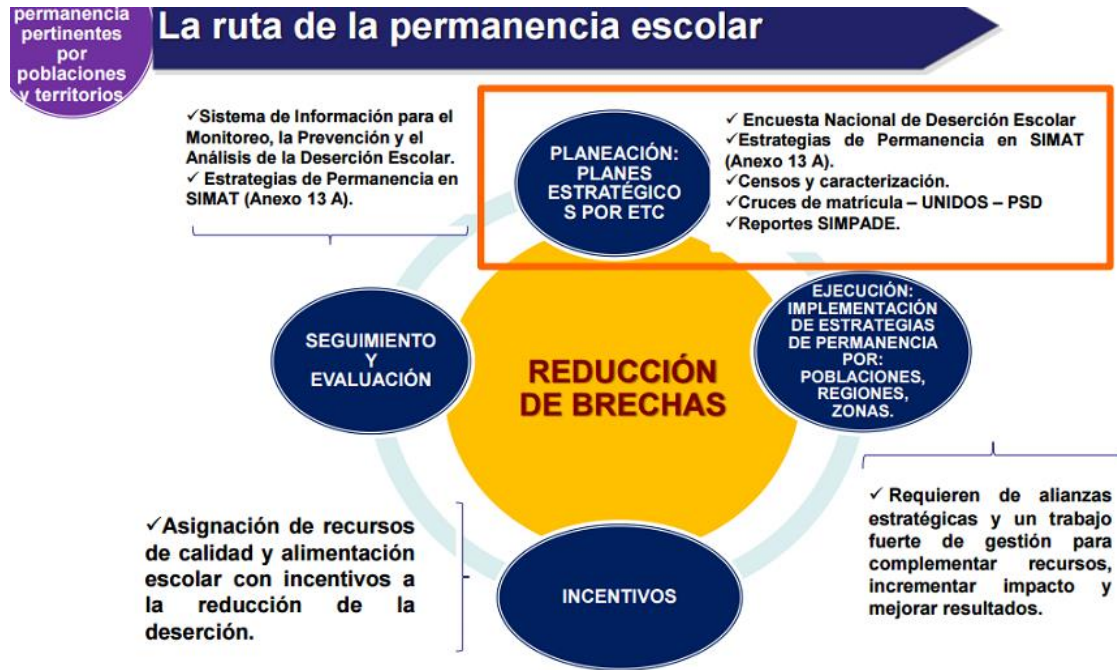 permanencia
pertinentes
por
poblaciones
y territorios
La ruta de la permanencia escolar
✓Sistema de Información para el
Monitoreo, la Prevención y el
Análisis de la Deserción Escolar.
✓ Estrategias de Permanencia en
SIMAT (Anexo 13 A).
PLANEACIÓN:
PLANES
ESTRATÉGICO
S POR ETC
✓ Encuesta Nacional de Deserción Escolar
✓Estrategias de Permanencia en SIMAT
(Anexo 13 A).
✓Censos y caracterización.
✓Cruces de matrícula – UNIDOS – PSD
✓Reportes SIMPADE.
SEGUIMIENTO
Y
EVALUACIÓN
REDUCCIÓN
DE BRECHAS
EJECUCIÓN:
IMPLEMENTACIÓN
DE ESTRATEGIAS
DE PERMANENCIA
POR:
POBLACIONES,
REGIONES,
ZONAS.
✓Asignación de recursos
de calidad y alimentación
escolar con incentivos a
la reducción de la
deserción.
INCENTIVOS
✓ Requieren de alianzas
estratégicas y un trabajo
fuerte de gestión para
complementar recursos,
incrementar impacto y
mejorar resultados.